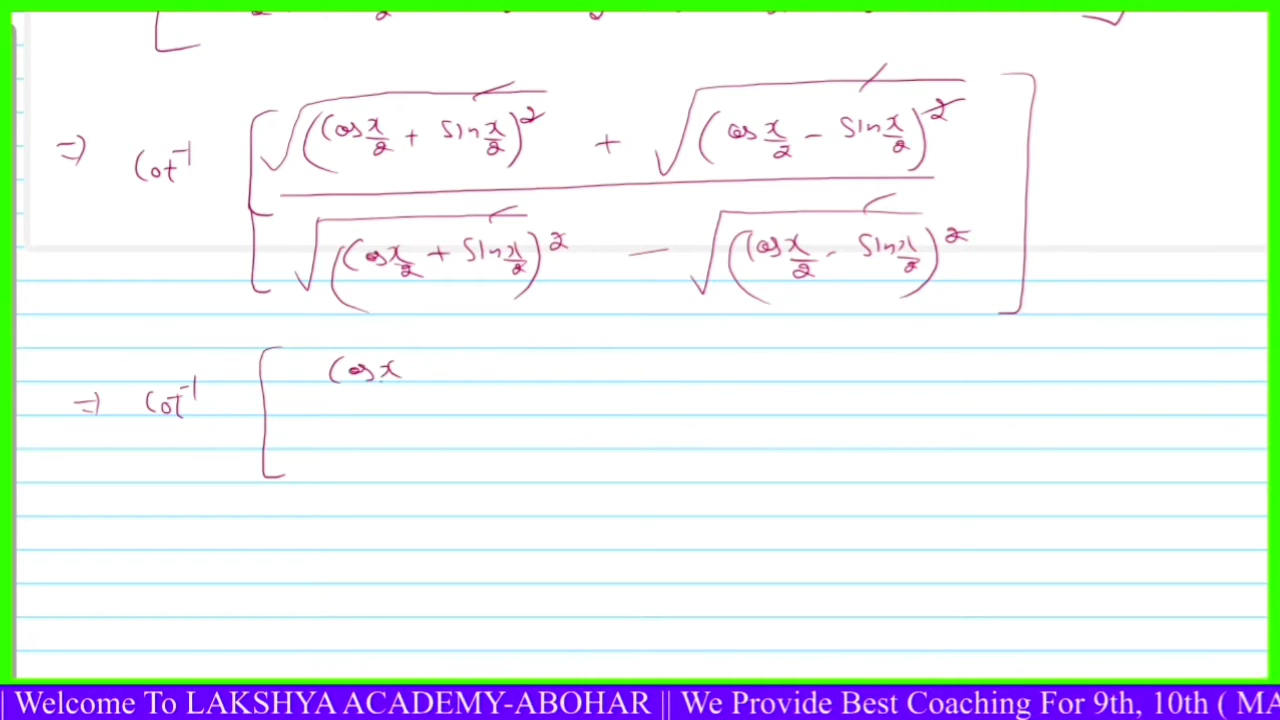 ⇒ Cot⁻¹ [ √(Cos x/2 + Sin x/2)² + √(Cos x/2 - Sin x/2)²
√(Cos x/2 + Sin x/2)² - √(Cos x/2 - Sin x/2)² ]
⇒ Cot⁻¹ [ Cos x
|| Welcome To LAKSHYA ACADEMY-ABOHAR || We Provide Best Coaching For 9th, 10th ( MA